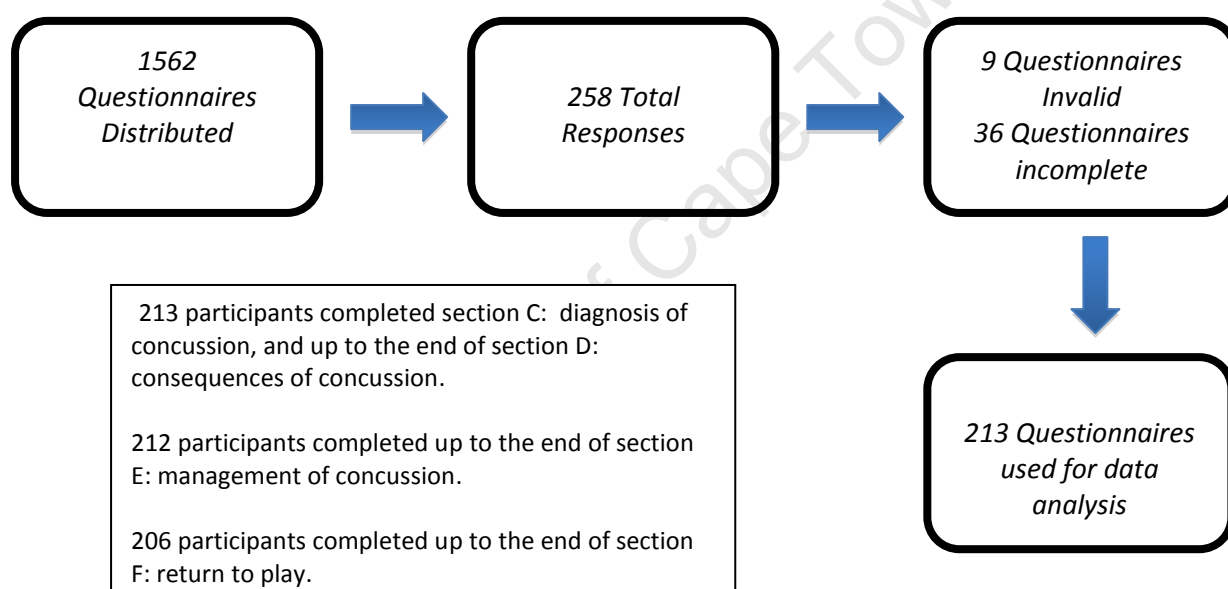 1562
Questionnaires
Distributed
258 Total
Responses
9 Questionnaires
Invalid
36 Questionnaires
incomplete
213 Questionnaires
used for data
analysis
213 participants completed section C:  diagnosis of
concussion, and up to the end of section D:
consequences of concussion.
212 participants completed up to the end of section
E: management of concussion.
206 participants completed up to the end of section
F: return to play.
of Cape Tow